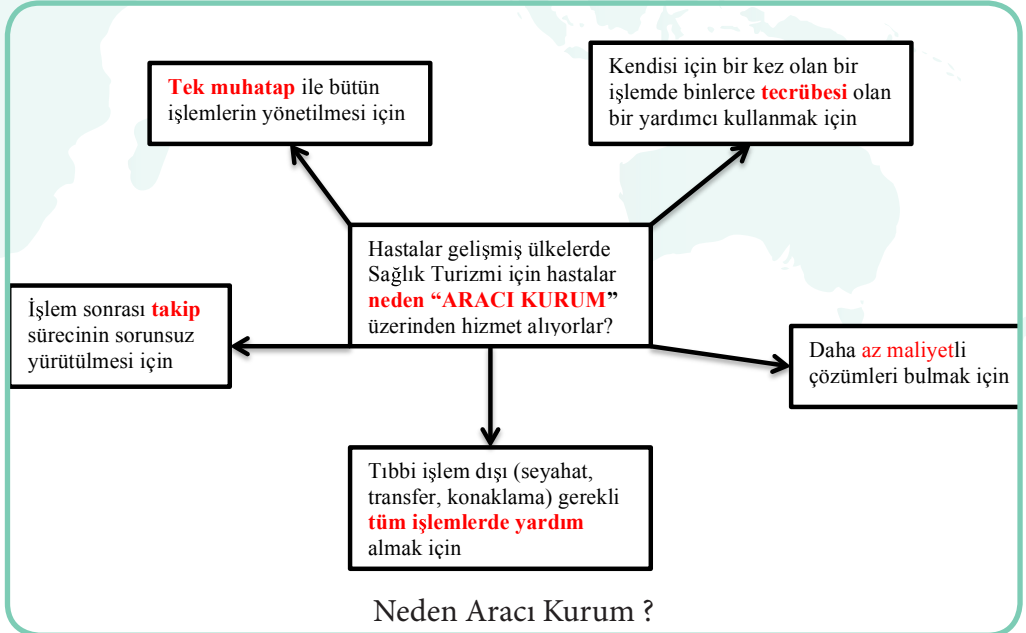 Tek muhatap ile bütün
işlemlerin yönetilmesi için
Kendisi için bir kez olan bir
işlemde binlerce tecrübesi olan
bir yardımcı kullanmak için
Hastalar gelişmiş ülkelerde
Sağlık Turizmi için hastalar
neden “ARACI KURUM”
üzerinden hizmet alıyorlar?
İşlem sonrası takip
sürecinin sorunsuz
yürütülmesi için
Daha az maliyetli
çözümleri bulmak için
Tıbbi işlem dışı (seyahat,
transfer, konaklama) gerekli
tüm işlemlerde yardım
almak için
Neden Aracı Kurum ?